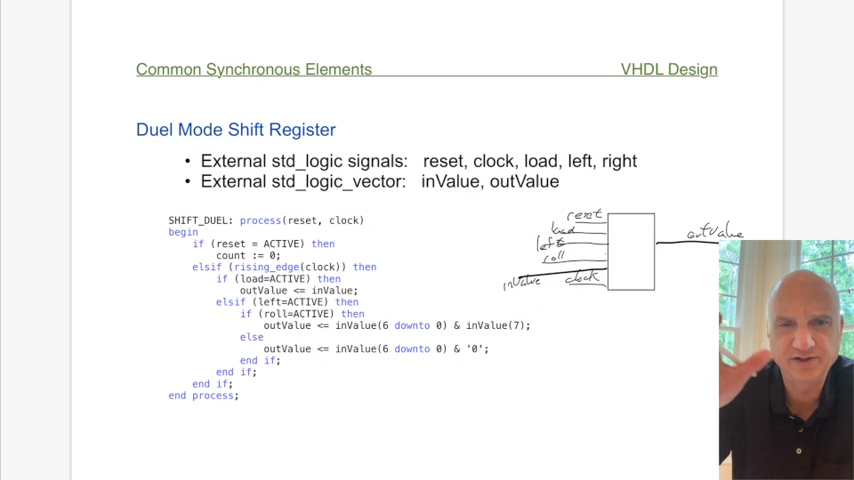 Common Synchronous Elements VHDL Design
Duel Mode Shift Register
• External std_logic signals: reset, clock, load, left, right
• External std_logic_vector: inValue, outValue
SHIFT_DUEL: process(reset, clock)
begin
if (reset = ACTIVE) then
count := 0;
elsif (rising_edge(clock)) then
if (load=ACTIVE) then
outValue <= inValue;
elsif (left=ACTIVE) then
if (roll=ACTIVE) then
outValue <= inValue(6 downto 0) & inValue(7);
else
outValue <= inValue(6 downto 0) & '0';
end if;
end if;
end if;
end process;
reset
load
left
roll
inValue
clock
outValue